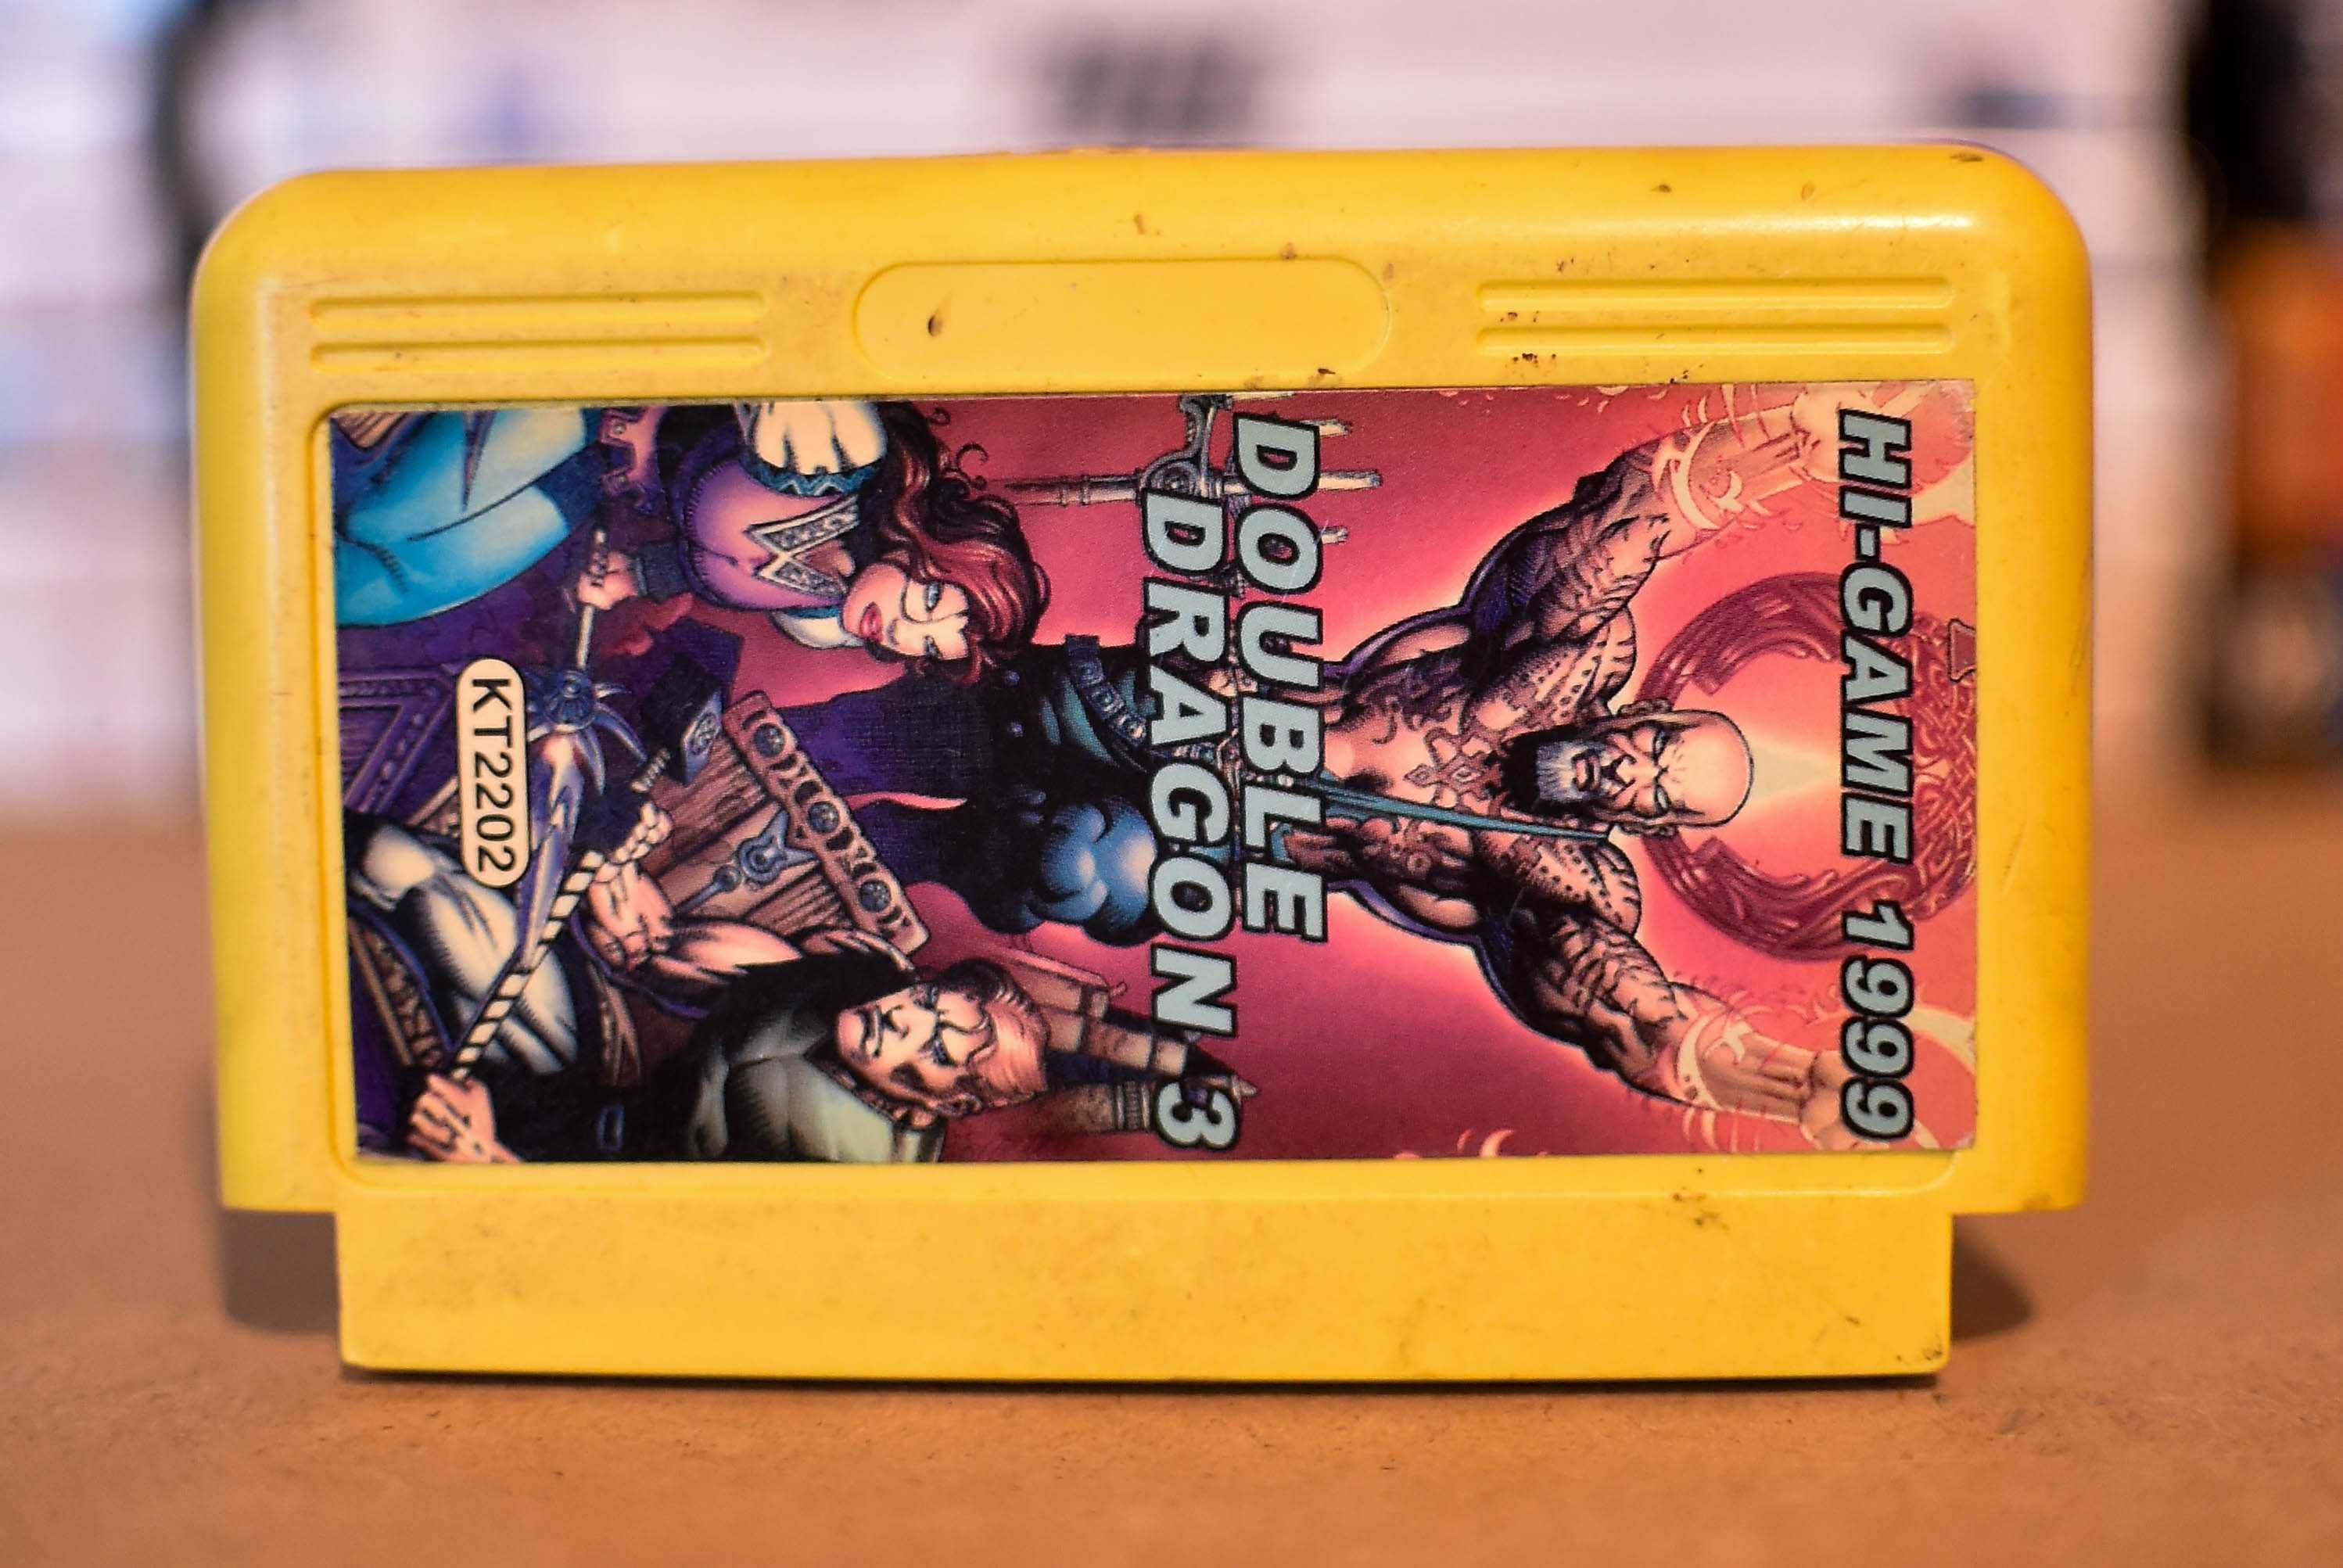 HI-GAME 1999
DOUBLE
DRAGON 3
KT2202